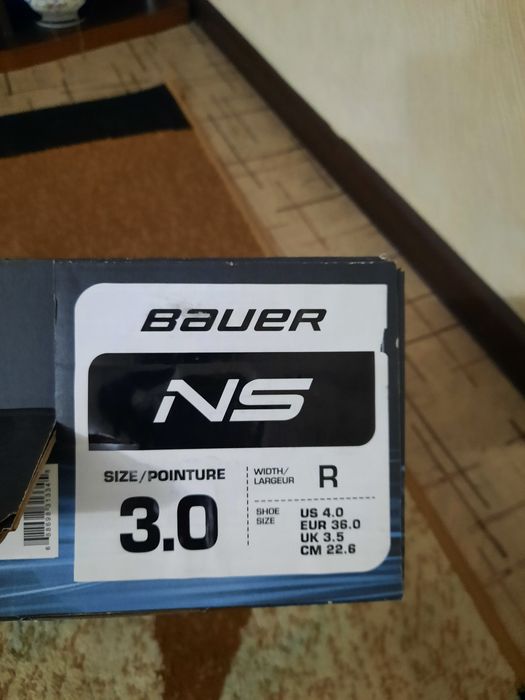 BAUER
NS
SIZE/POINTURE
3.0
WIDTH/
LARGEUR
R
SHOE
SIZE
US 4.0
EUR 36.0
UK 3.5
CM 22.6